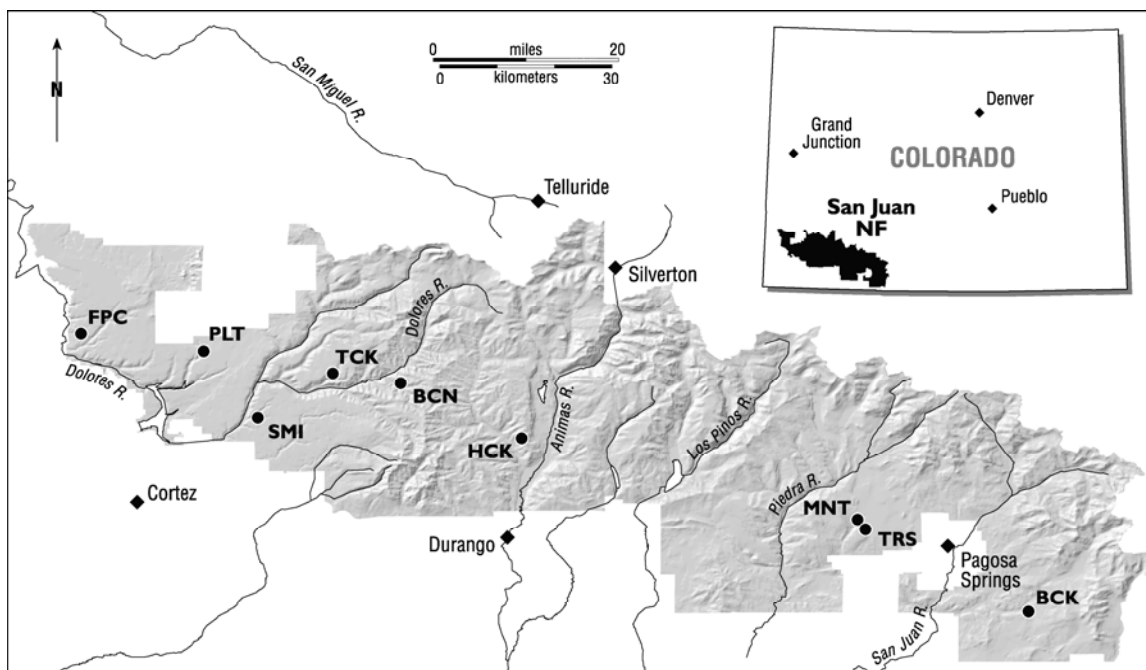 0 miles 20
0 kilometers 30
N
San Miguel R.
Denver
Grand
Junction
COLORADO
Pueblo
San Juan
NF
Telluride
Silverton
FPC
PLT
Dolores R.
TCK
BCN
Dolores R.
SMI
HCK
Animas R.
Los Pinos R.
Cortez
Piedra R.
MNT
TRS
Durango
Pagosa
Springs
BCK
San Juan R.